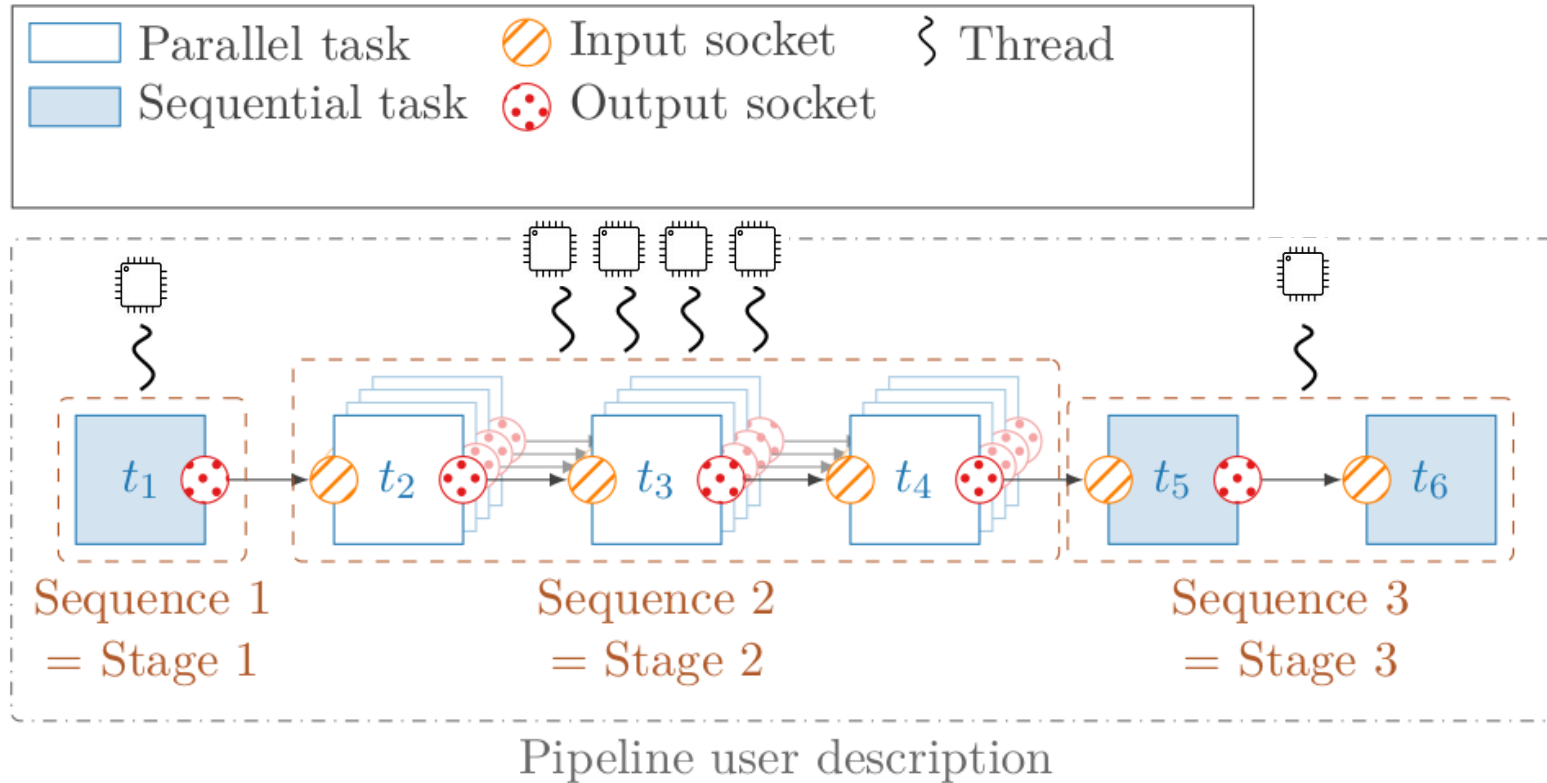 Parallel task
Input socket
Thread
Sequential task
Output socket
t1
t2
t3
t4
t5
t6
Sequence 1
= Stage 1
Sequence 2
= Stage 2
Sequence 3
= Stage 3
Pipeline user description